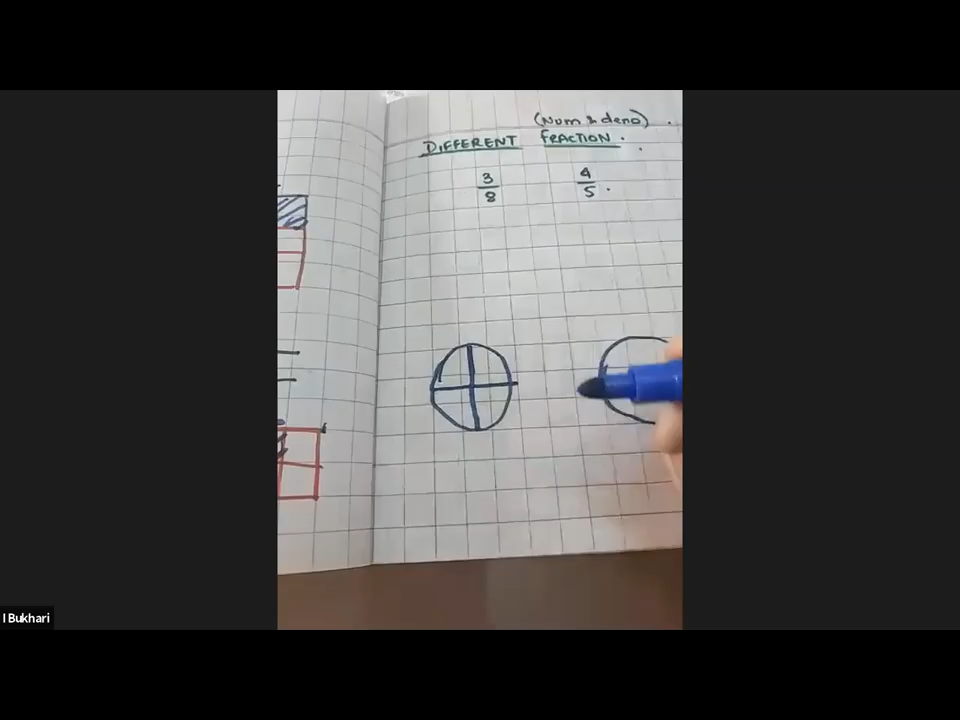 (Num & deno) .
DIFFERENT FRACTION .
3/8 4/5 .
I Bukhari